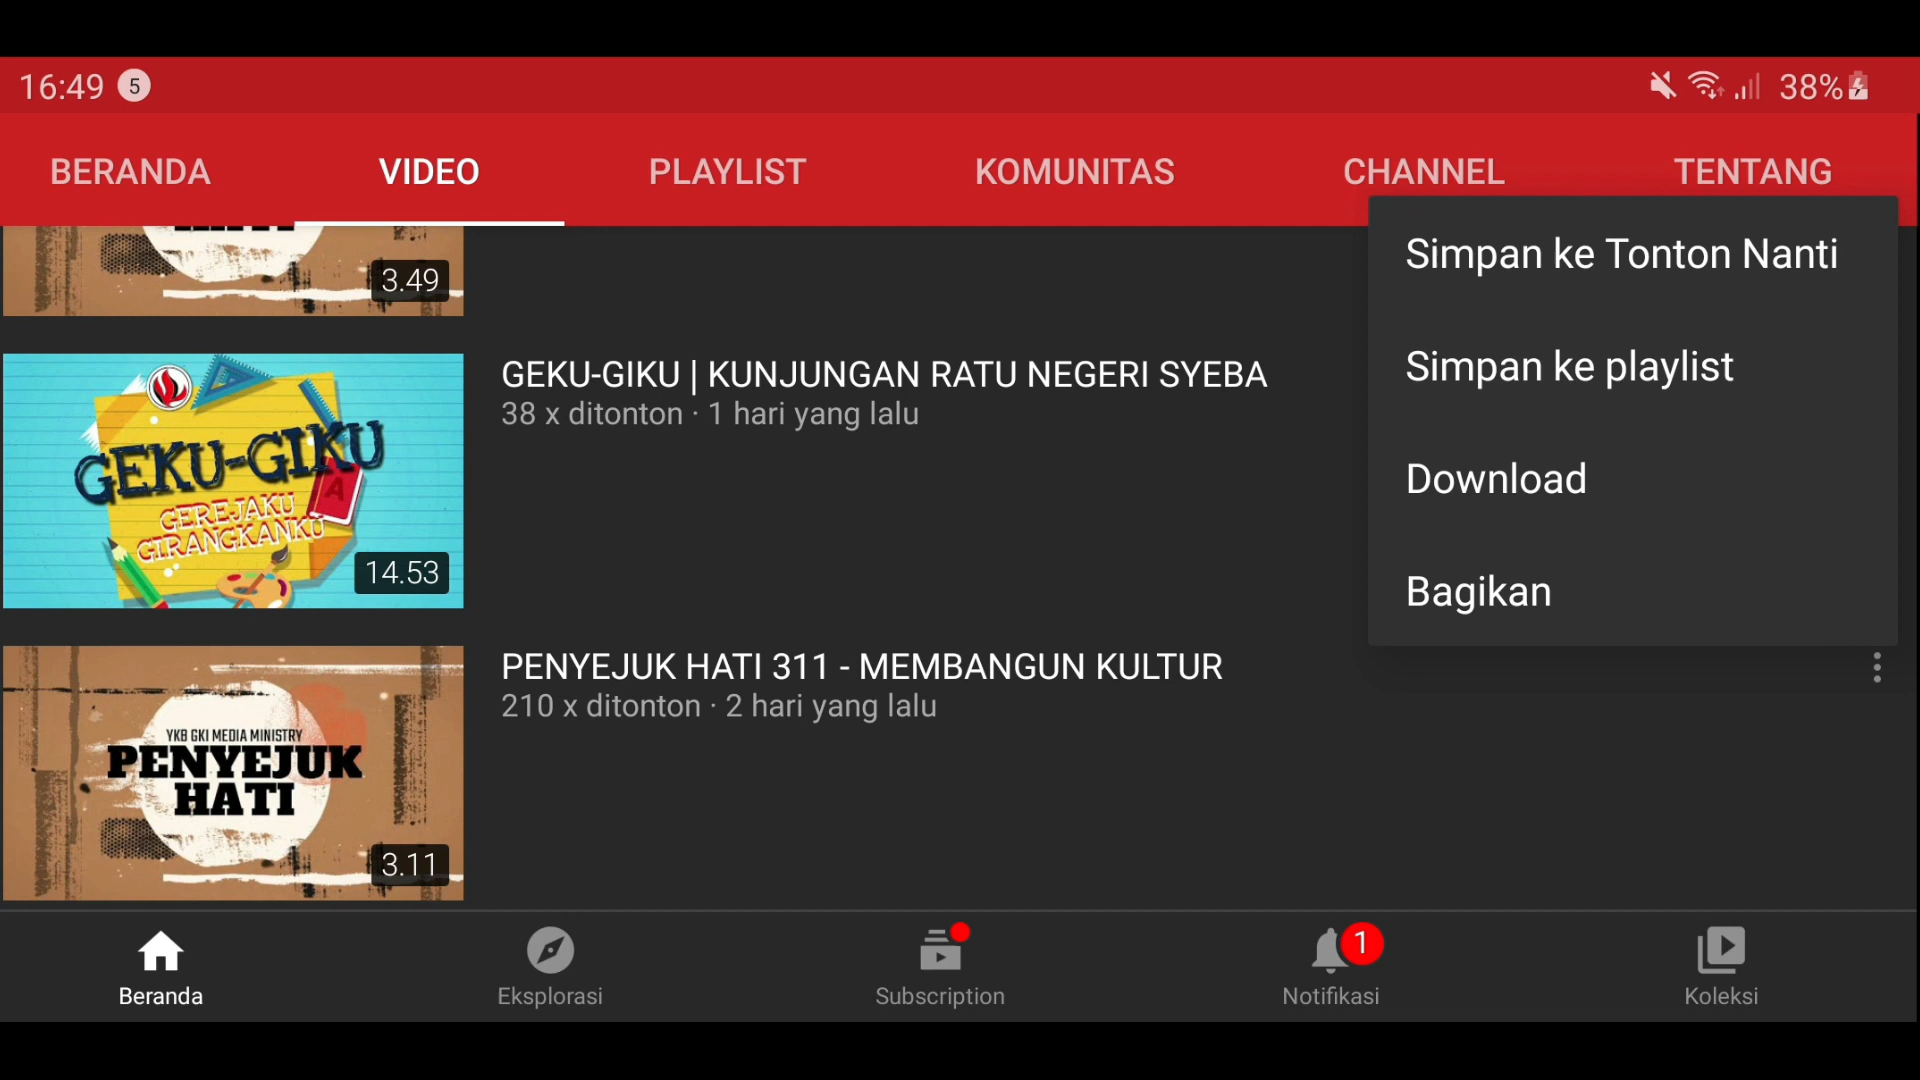 16:49 5 38%
BERANDA VIDEO PLAYLIST KOMUNITAS CHANNEL TENTANG
3.49
GEKU-GIKU
GEREJAKU
GIRANGKANKU
A
14.53
GEKU-GIKU | KUNJUNGAN RATU NEGERI SYEBA
38 x ditonton · 1 hari yang lalu
Simpan ke Tonton Nanti
Simpan ke playlist
Download
Bagikan
YKB GKI MEDIA MINISTRY
PENYEJUK
HATI
3.11
PENYEJUK HATI 311 - MEMBANGUN KULTUR
210 x ditonton · 2 hari yang lalu
1
Beranda Eksplorasi Subscription Notifikasi Koleksi